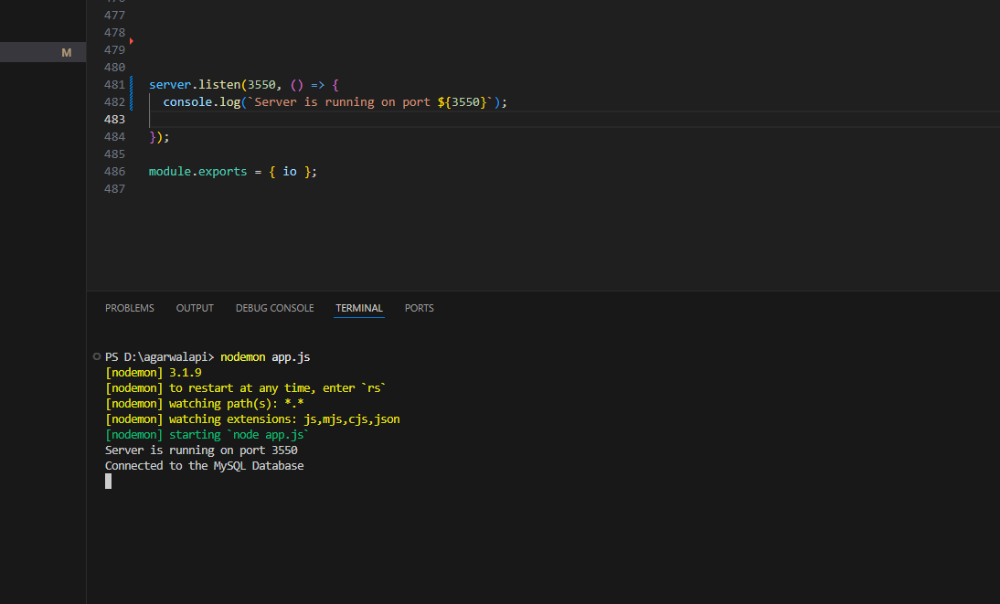 477
478
479
480
481 server.listen(3550, () => {
482 console.log(`Server is running on port ${3550}`);
483
M
484 });
485
486 module.exports = { io };
487
PROBLEMS OUTPUT DEBUG CONSOLE TERMINAL PORTS
PS D:\agarwalapi> nodemon app.js
[nodemon] 3.1.9
[nodemon] to restart at any time, enter `rs`
[nodemon] watching path(s): *.*
[nodemon] watching extensions: js,mjs,cjs,json
[nodemon] starting `node app.js`
Server is running on port 3550
Connected to the MySQL Database